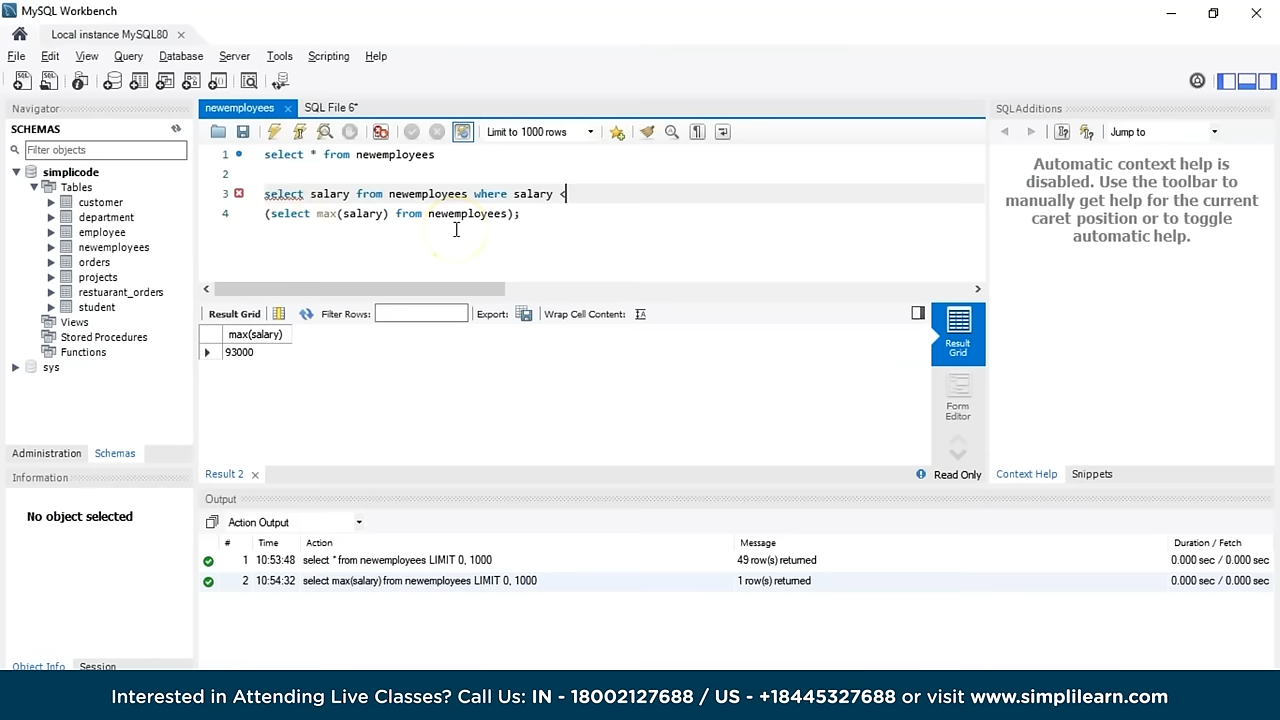 MySQL Workbench
Local instance MySQL80
File Edit View Query Database Server Tools Scripting Help
Navigator
SCHEMAS
Filter objects
simplicode
Tables
customer
department
employee
newemployees
orders
projects
restuarant_orders
student
Views
Stored Procedures
Functions
sys
Administration Schemas
Information
No object selected
Object Info Session
newemployees SQL File 6*
Limit to 1000 rows
1 select * from newemployees
2
3 select salary from newemployees where salary <
4 (select max(salary) from newemployees);
Result Grid Filter Rows: Export: Wrap Cell Content:
max(salary)
93000
Result Grid
Form Editor
Result 2 Read Only
SQLAdditions
Jump to
Automatic context help is
disabled. Use the toolbar to
manually get help for the current
caret position or to toggle
automatic help.
Context Help Snippets
Output
Action Output
# Time Action Message Duration / Fetch
1 10:53:48 select * from newemployees LIMIT 0, 1000 49 row(s) returned 0.000 sec / 0.000 sec
2 10:54:32 select max(salary) from newemployees LIMIT 0, 1000 1 row(s) returned 0.000 sec / 0.000 sec
Interested in Attending Live Classes? Call Us: IN - 18002127688 / US - +18445327688 or visit www.simplilearn.com